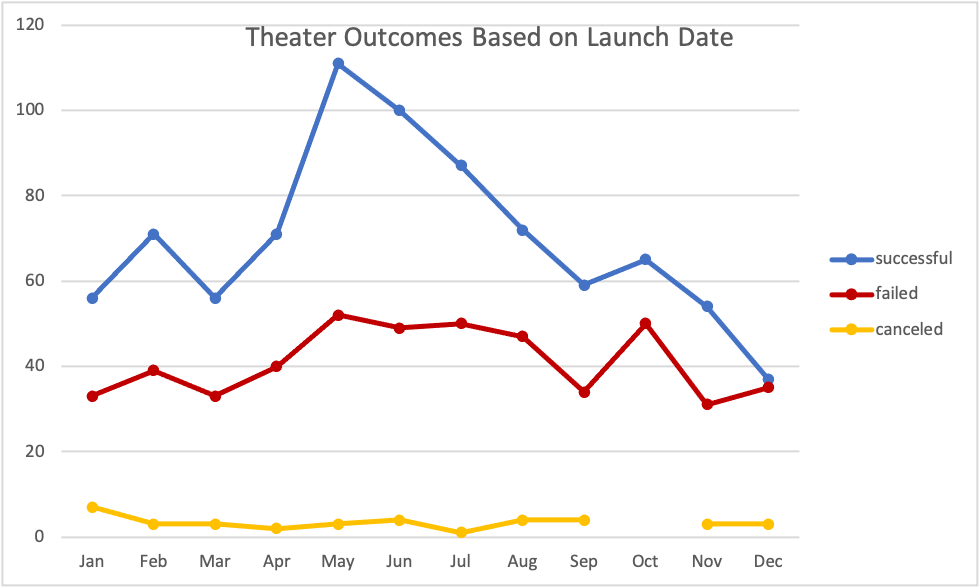 Theater Outcomes Based on Launch Date
120
100
80
60
40
20
0
Jan Feb Mar Apr May Jun Jul Aug Sep Oct Nov Dec
successful
failed
canceled